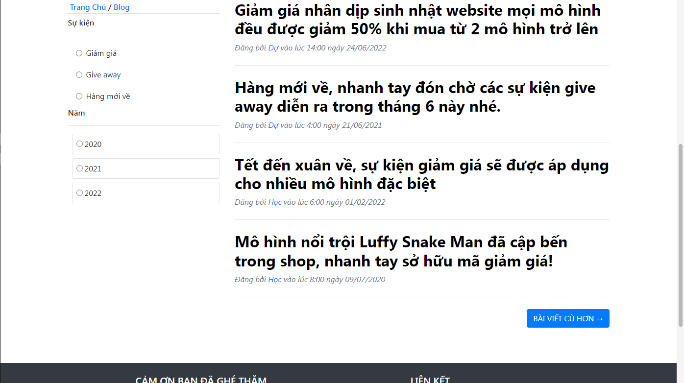 Trang Chủ / Blog
Sự kiện
Giảm giá
Give away
Hàng mới về
Năm
2020
2021
2022
Giảm giá nhân dịp sinh nhật website mọi mô hình
đều được giảm 50% khi mua từ 2 mô hình trở lên
Đăng bởi Dự vào lúc 14:00 ngày 24/06/2022
Hàng mới về, nhanh tay đón chờ các sự kiện give
away diễn ra trong tháng 6 này nhé.
Đăng bởi Dự vào lúc 4:00 ngày 21/06/2021
Tết đến xuân về, sự kiện giảm giá sẽ được áp dụng
cho nhiều mô hình đặc biệt
Đăng bởi Học vào lúc 6:00 ngày 01/02/2022
Mô hình nổi trội Luffy Snake Man đã cập bến
trong shop, nhanh tay sở hữu mã giảm giá!
Đăng bởi Học vào lúc 8:00 ngày 09/07/2020
BÀI VIẾT CŨ HƠN →
CẢM ƠN BẠN ĐÃ GHÉ THĂM
LIÊN KẾT